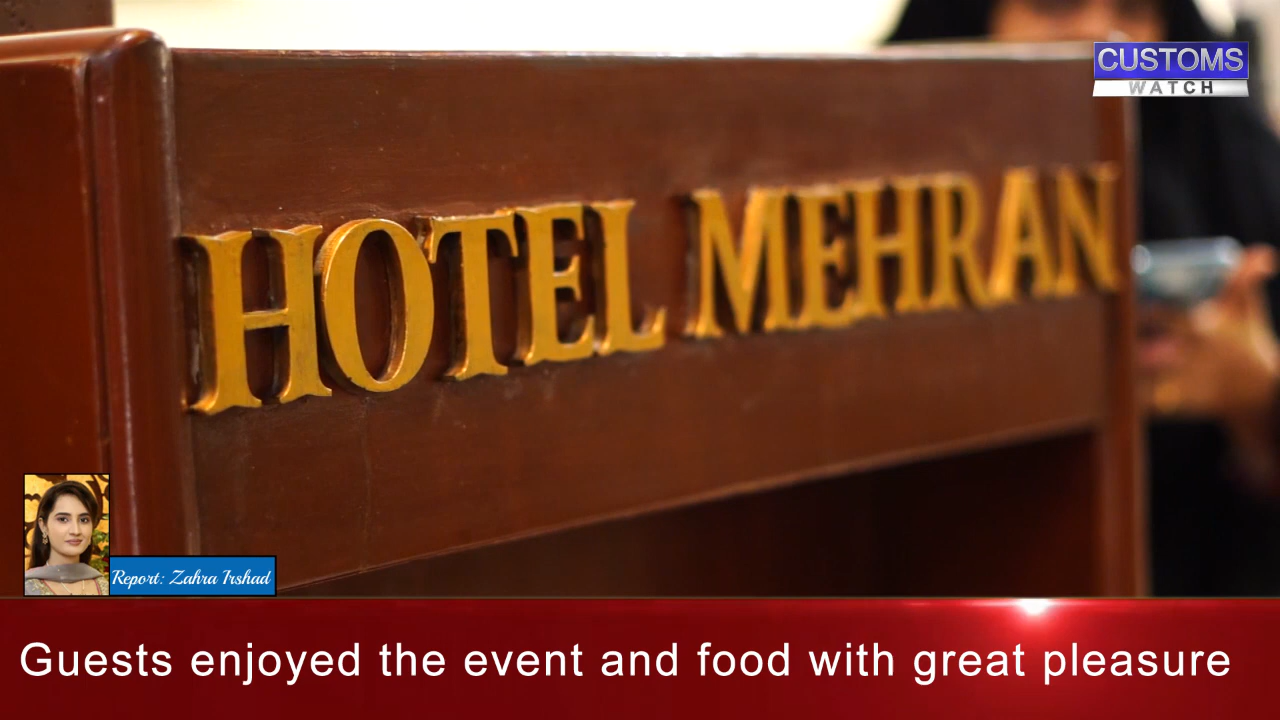 CUSTOMS
WATCH
HOTEL MEHRAN
Report: Zahra Irshad
Guests enjoyed the event and food with great pleasure